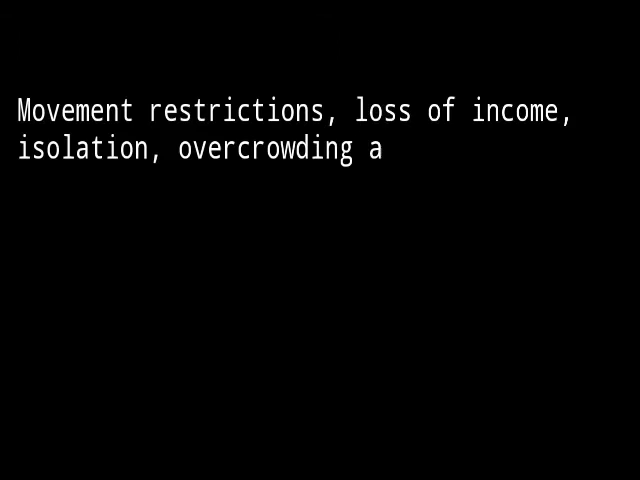 Movement restrictions, loss of income,
isolation, overcrowding a